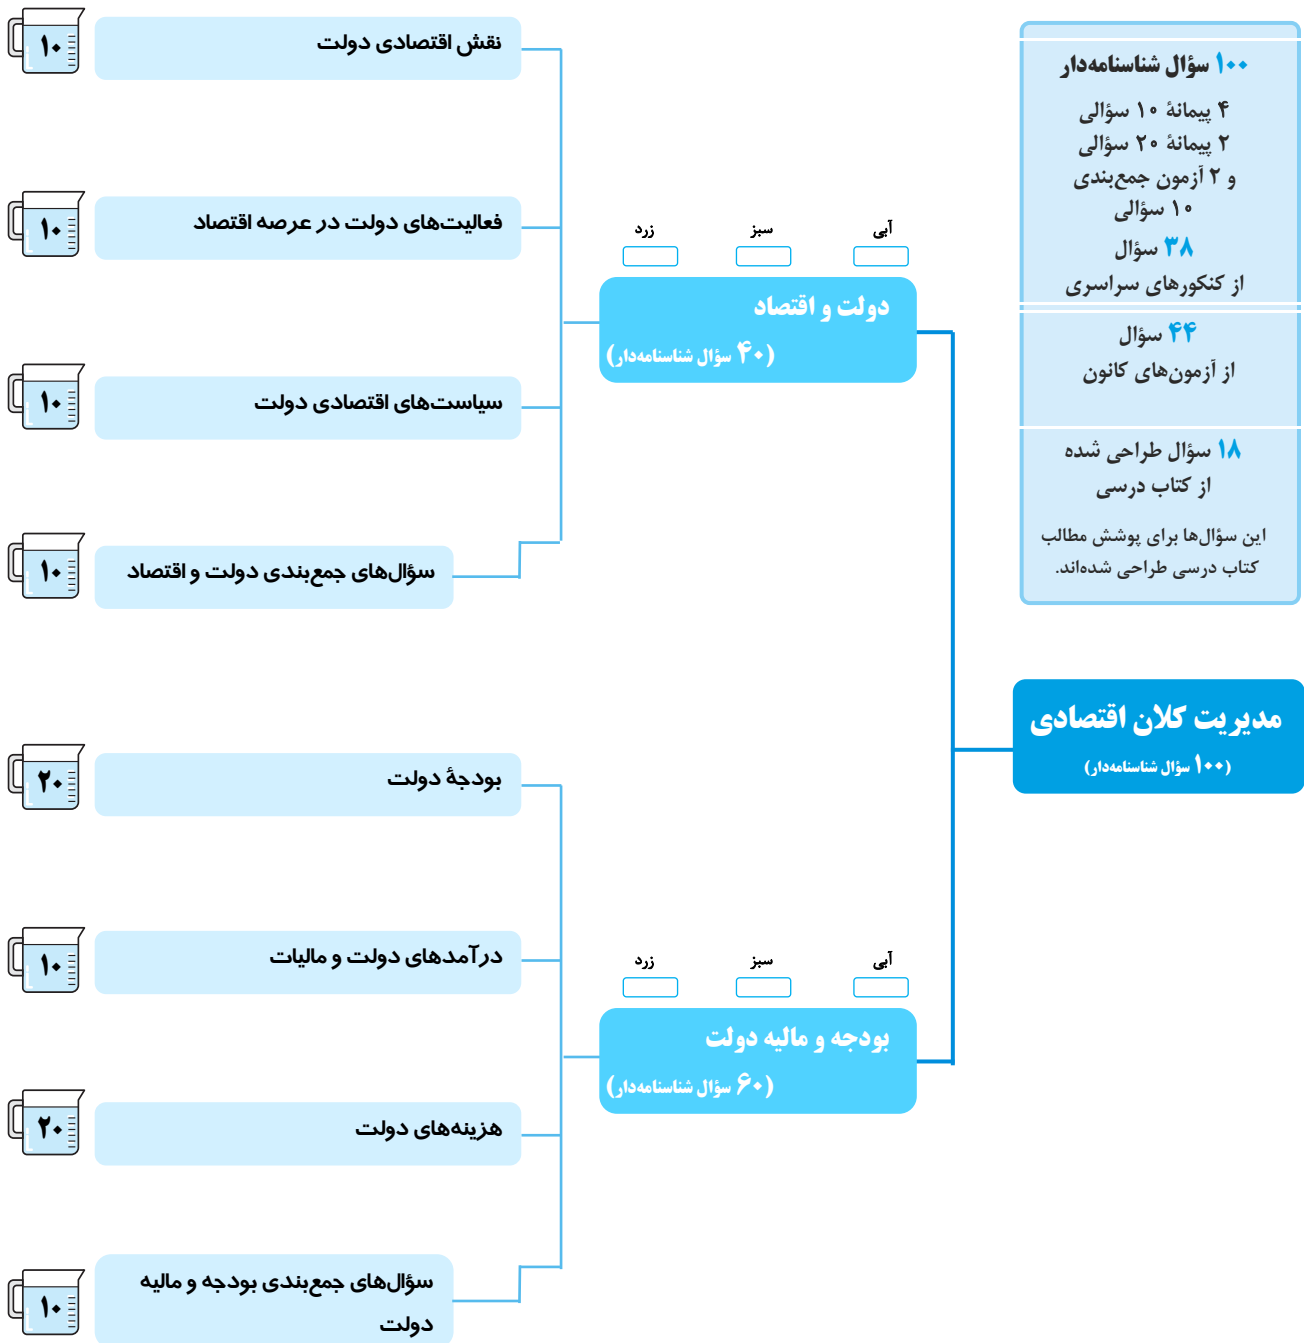 ۱۰۰ سؤال شناسنامه‌دار
۴ پیمانهٔ ۱۰ سؤالی
۲ پیمانهٔ ۲۰ سؤالی
و ۲ آزمون جمع‌بندی
۱۰ سؤالی
۳۸ سؤال
از کنکورهای سراسری
۴۴ سؤال
از آزمون‌های کانون
۱۸ سؤال طراحی شده
از کتاب درسی
این سؤال‌ها برای پوشش مطالب
کتاب درسی طراحی شده‌اند.
مدیریت کلان اقتصادی
(۱۰۰ سؤال شناسنامه‌دار)
آبی سبز زرد
دولت و اقتصاد
(۴۰ سؤال شناسنامه‌دار)
نقش اقتصادی دولت
۱۰
فعالیت‌های دولت در عرصه اقتصاد
۱۰
سیاست‌های اقتصادی دولت
۱۰
سؤال‌های جمع‌بندی دولت و اقتصاد
۱۰
آبی سبز زرد
بودجه و مالیه دولت
(۶۰ سؤال شناسنامه‌دار)
بودجهٔ دولت
۲۰
درآمدهای دولت و مالیات
۱۰
هزینه‌های دولت
۲۰
سؤال‌های جمع‌بندی بودجه و مالیه
دولت
۱۰